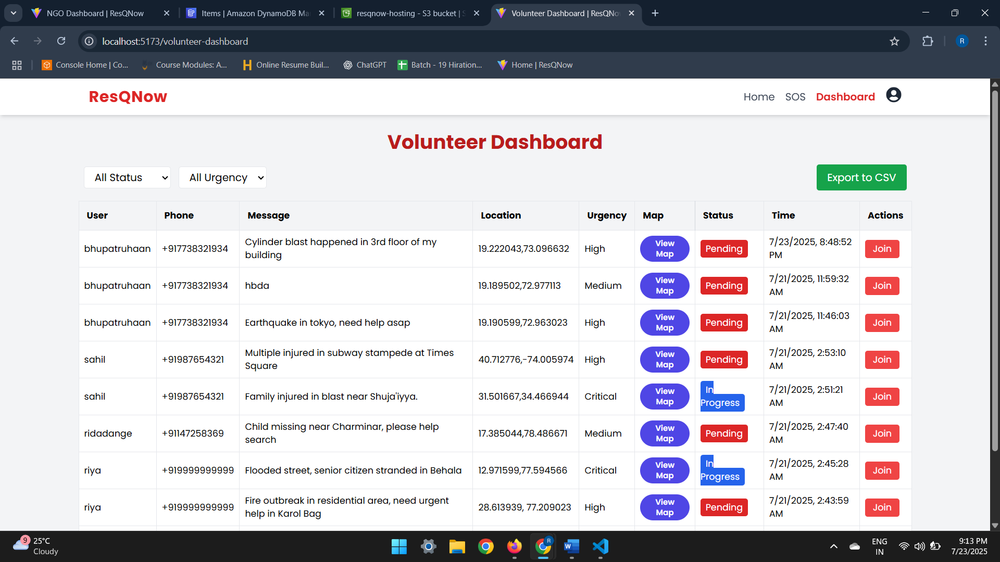 NGO Dashboard | ResQNow
Items | Amazon DynamoDB Ma
resqnow-hosting - S3 bucket | S
Volunteer Dashboard | ResQNo
localhost:5173/volunteer-dashboard
R
Console Home | Co...
Course Modules: A...
Online Resume Buil...
ChatGPT
Batch - 19 Hiration...
Home | ResQNow
ResQNow
Home SOS Dashboard
Volunteer Dashboard
All Status
All Urgency
Export to CSV
User Phone Message Location Urgency Map Status Time Actions
bhupatruhaan +917738321934 Cylinder blast happened in 3rd floor of my
building 19.222043,73.096632 High View
Map Pending 7/23/2025, 8:48:52
PM Join
bhupatruhaan +917738321934 hbda 19.189502,72.977113 Medium View
Map Pending 7/21/2025, 11:59:32
AM Join
bhupatruhaan +917738321934 Earthquake in tokyo, need help asap 19.190599,72.963023 High View
Map Pending 7/21/2025, 11:46:03
AM Join
sahil +91987654321 Multiple injured in subway stampede at Times
Square 40.712776,-74.005974 High View
Map Pending 7/21/2025, 2:53:10
AM Join
sahil +91987654321 Family injured in blast near Shuja'iyya. 31.501667,34.466944 Critical View
Map In
Progress 7/21/2025, 2:51:21
AM Join
ridadange +91147258369 Child missing near Charminar, please help
search 17.385044,78.486671 Medium View
Map Pending 7/21/2025, 2:47:40
AM Join
riya +919999999999 Flooded street, senior citizen stranded in Behala 12.971599,77.594566 Critical View
Map In
Progress 7/21/2025, 2:45:28
AM Join
riya +919999999999 Fire outbreak in residential area, need urgent
help in Karol Bag 28.613939, 77.209023 High View
Map Pending 7/21/2025, 2:43:59
AM Join
9
25°C
Cloudy
R
W
ENG
IN
9:13 PM
7/23/2025